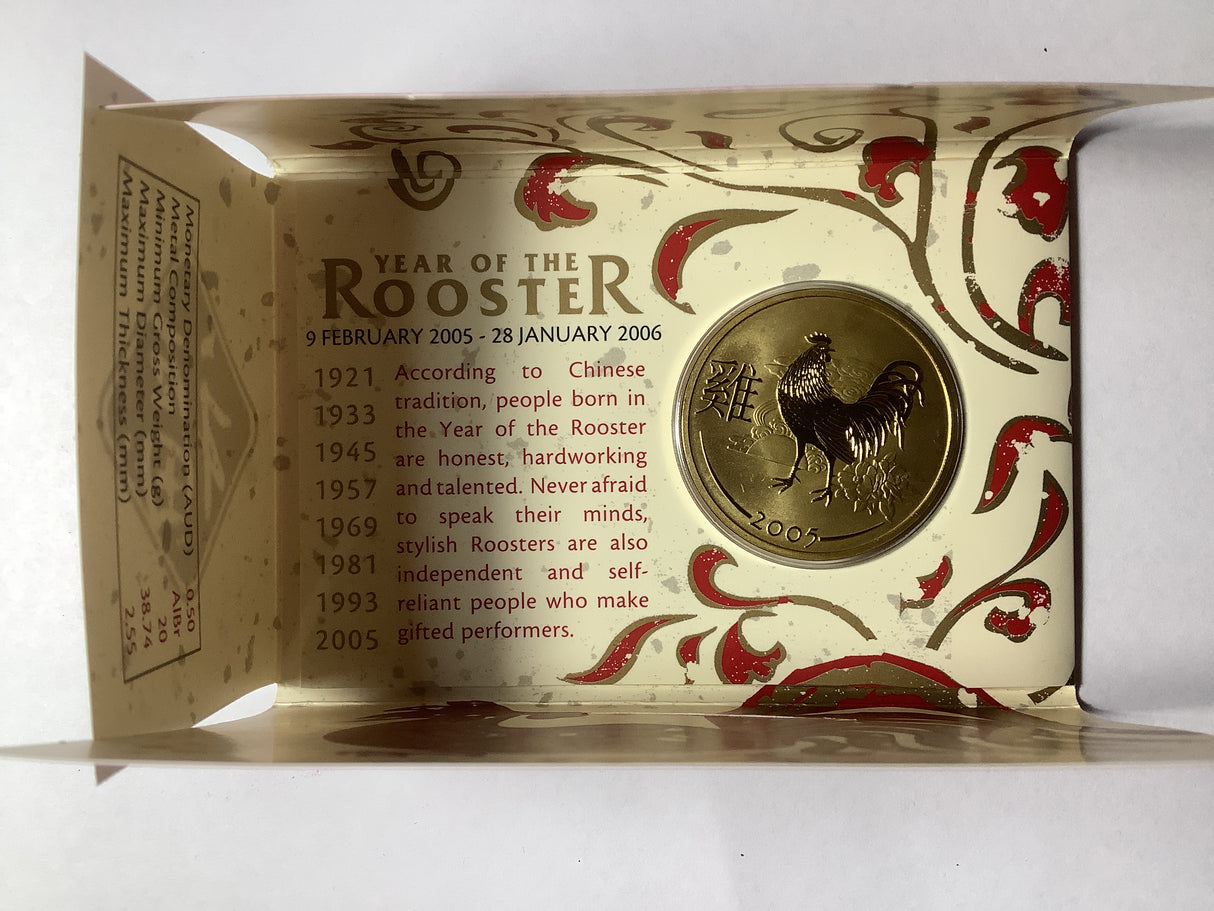 Monetary Denomination (AUD) 0.50
Metal Composition AlBr
Minimum Gross Weight (g) 20
Maximum Diameter (mm) 38.74
Maximum Thickness (mm) 2.55
YEAR OF THE
ROOSTER
9 FEBRUARY 2005 - 28 JANUARY 2006
1921
1933
1945
1957
1969
1981
1993
2005
According to Chinese
tradition, people born in
the Year of the Rooster
are honest, hardworking
and talented. Never afraid
to speak their minds,
stylish Roosters are also
independent and self-
reliant people who make
gifted performers.
雞
2005